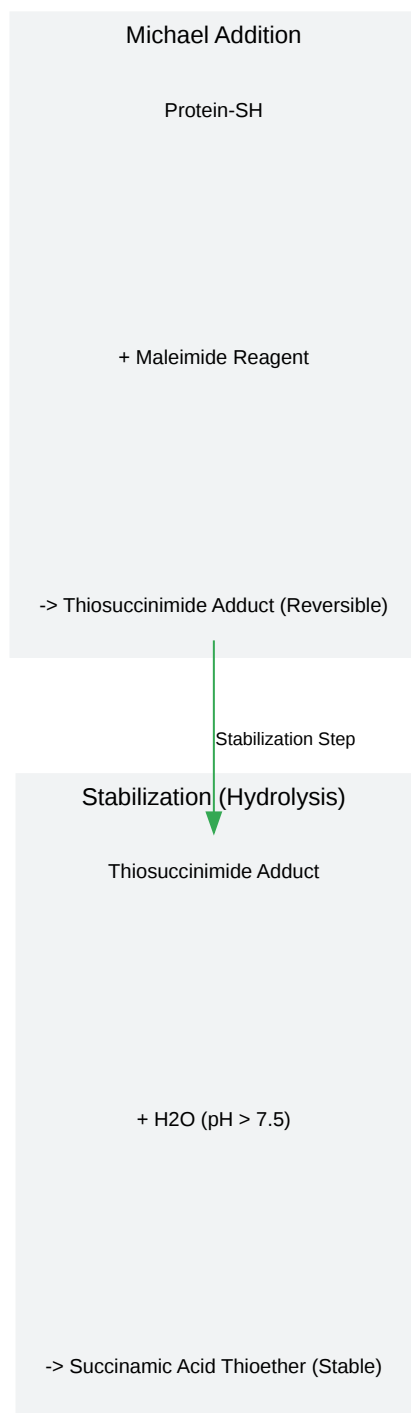 Michael Addition
Protein-SH
+ Maleimide Reagent
-> Thiosuccinimide Adduct (Reversible)
Stabilization Step
Stabilization (Hydrolysis)
Thiosuccinimide Adduct
+ H2O (pH > 7.5)
-> Succinamic Acid Thioether (Stable)